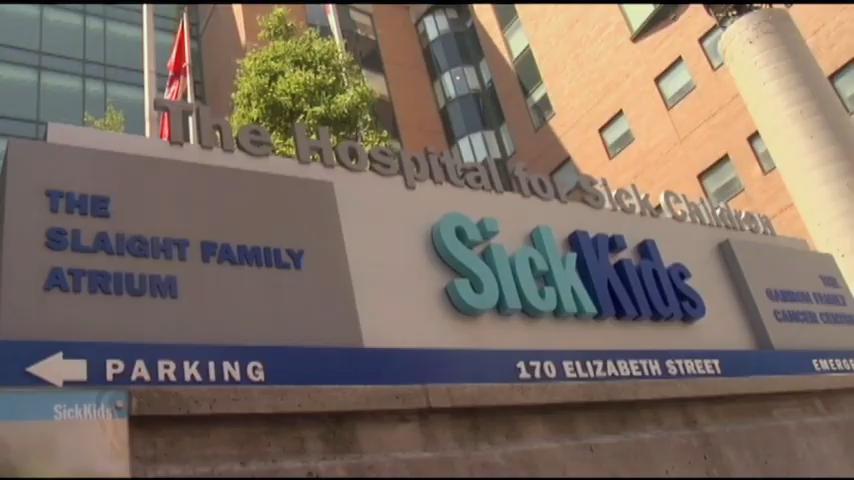 The Hospital for Sick Children
THE
SLAIGHT FAMILY
ATRIUM
SickKids
THE
GARRON FAMILY
CANCER CENTRE
PARKING
170 ELIZABETH STREET
EMERGE
SickKids